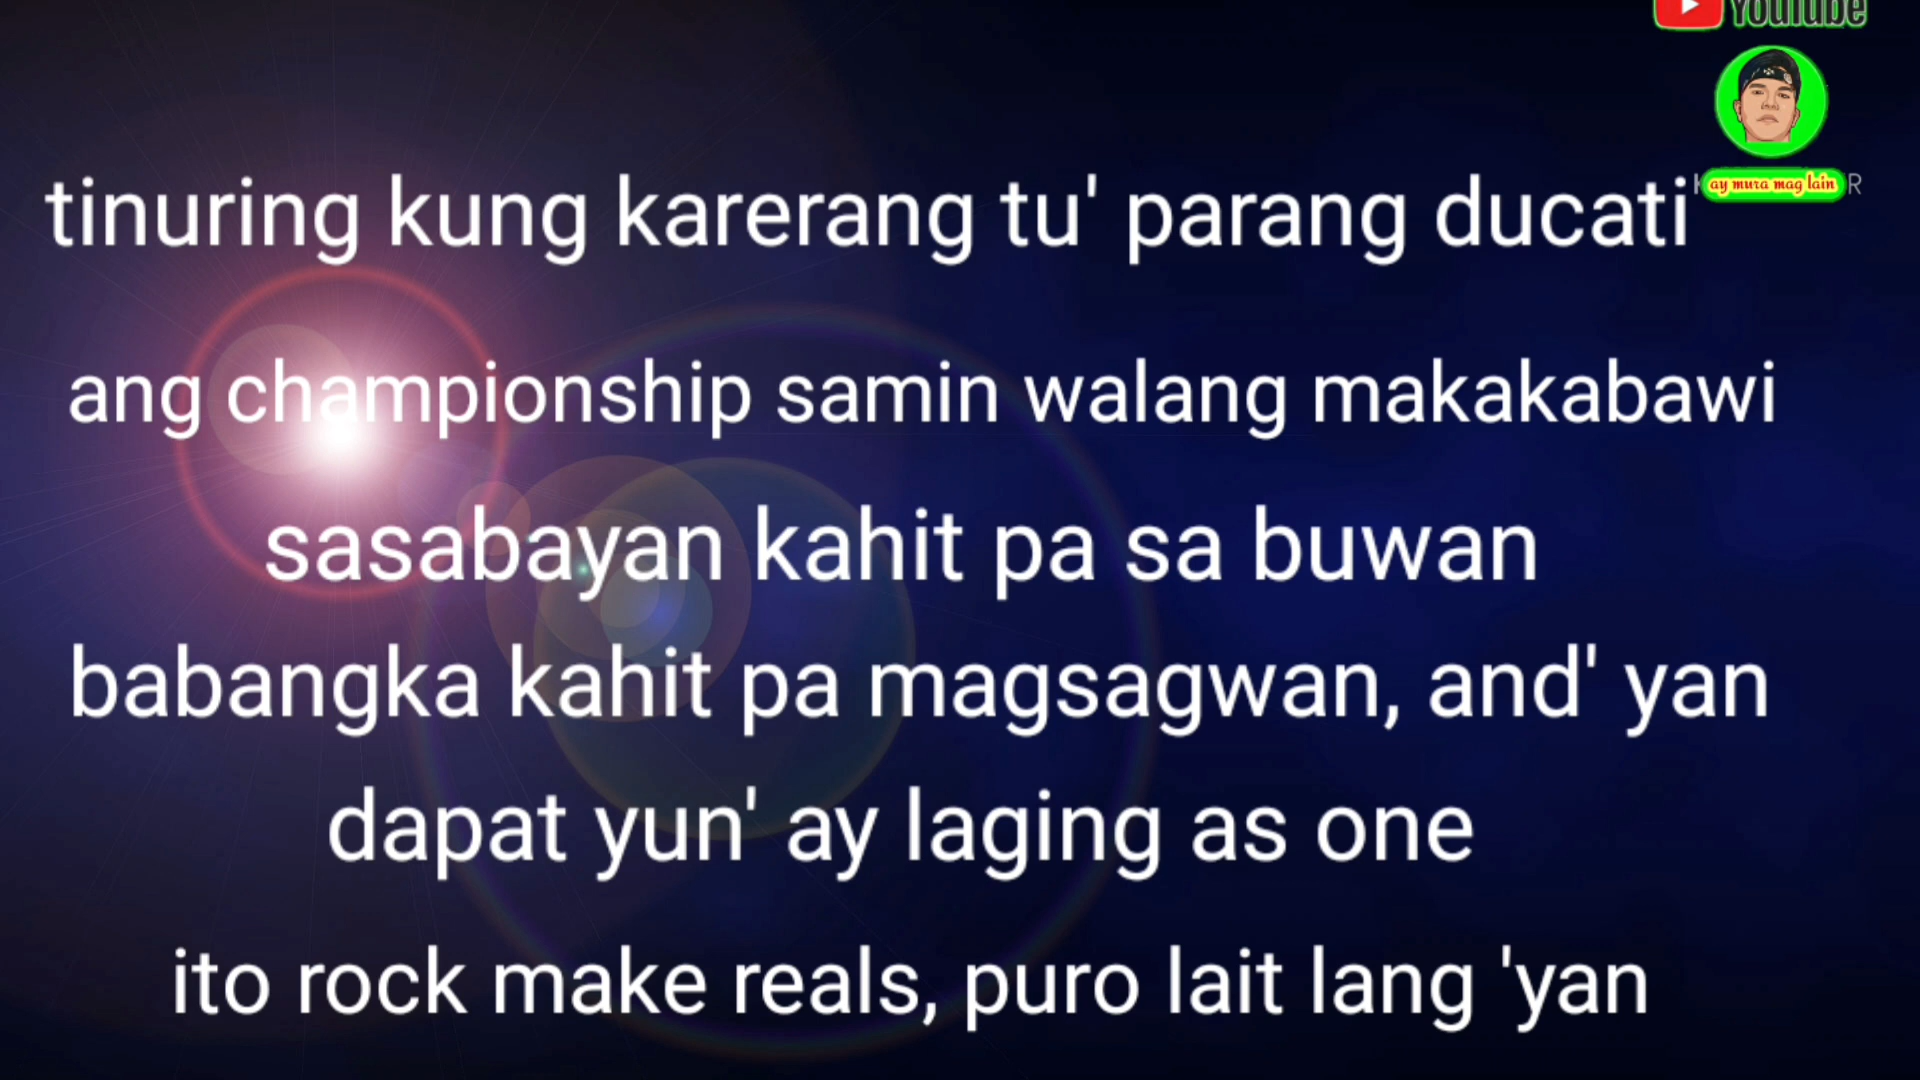 YouTube
ay mura mag lain
tinuring kung karerang tu' parang ducati
ang championship samin walang makakabawi
sasabayan kahit pa sa buwan
babangka kahit pa magsagwan, and' yan
dapat yun' ay laging as one
ito rock make reals, puro lait lang 'yan